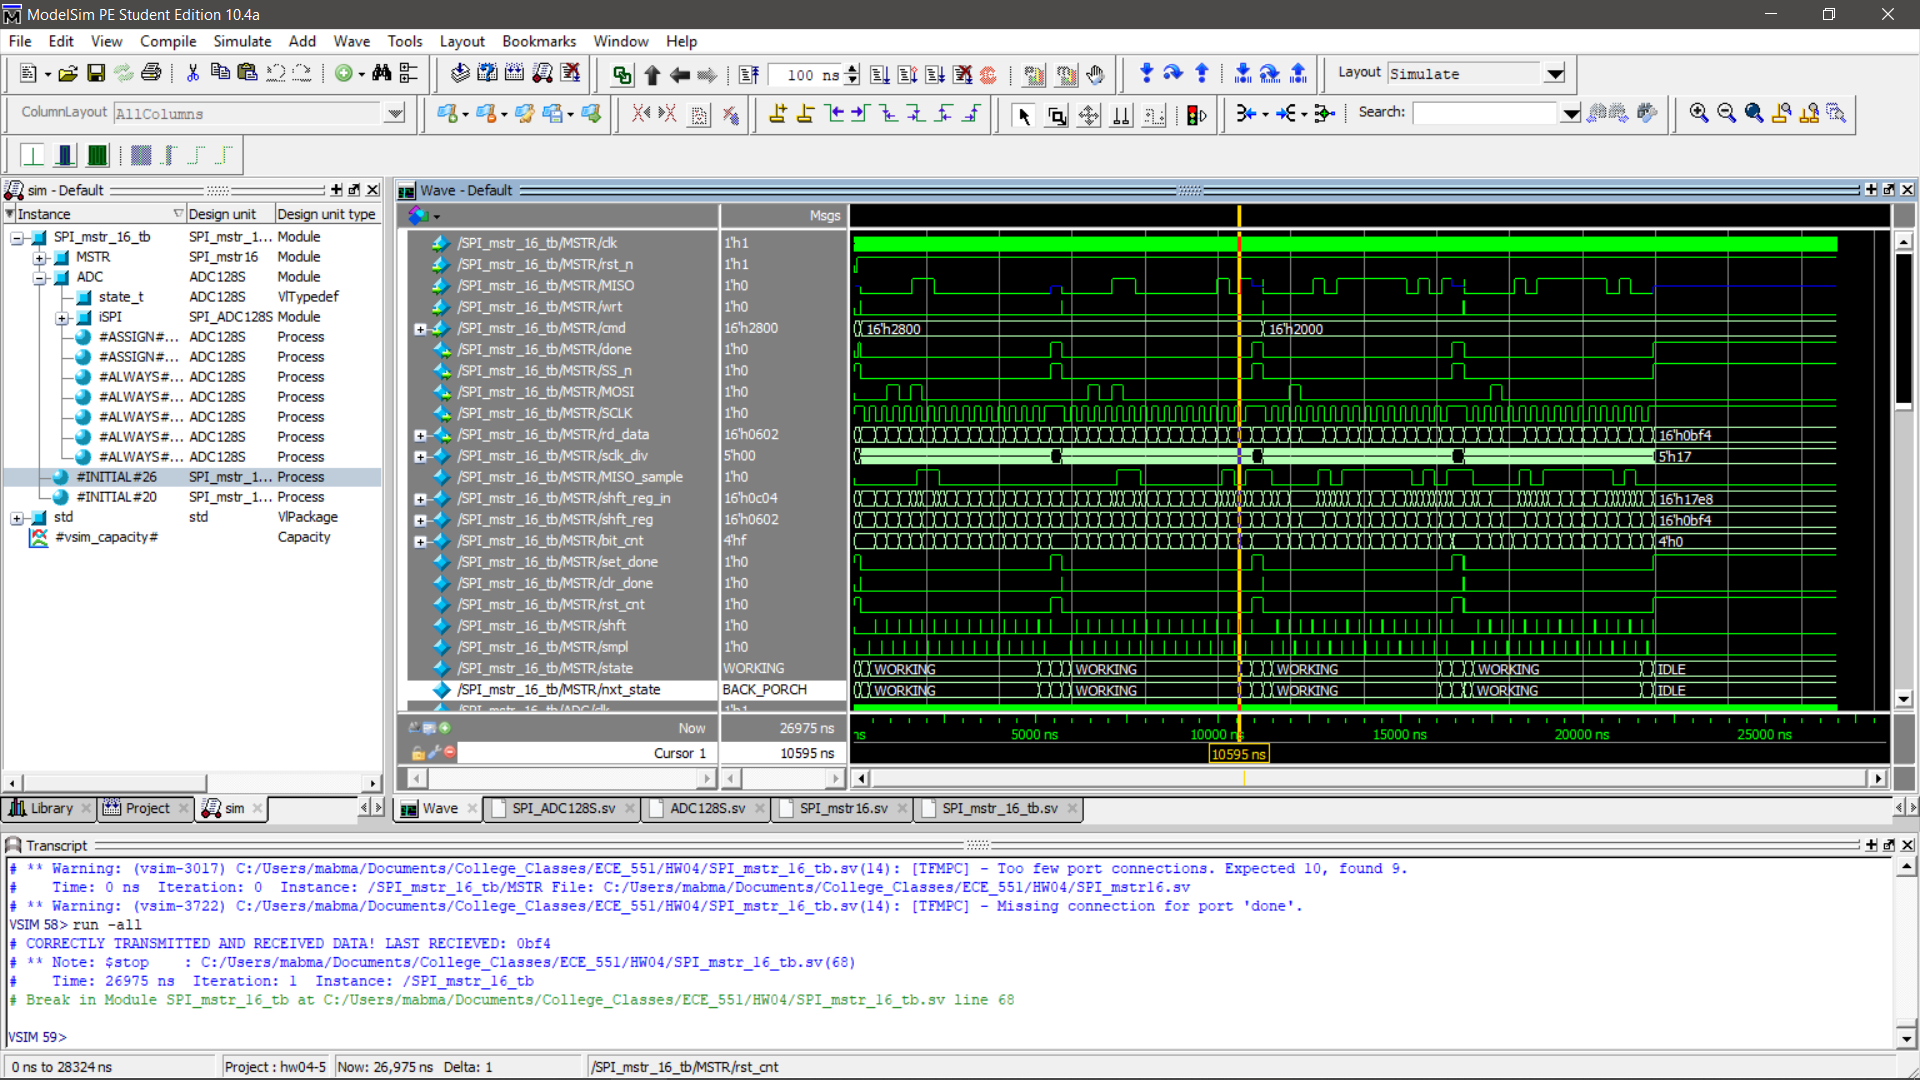 ModelSim PE Student Edition 10.4a
File Edit View Compile Simulate Add Wave Tools Layout Bookmarks Window Help
100 ns
Layout Simulate
ColumnLayout AllColumns
Search:
sim - Default
Instance Design unit Design unit type
SPI_mstr_16_tb SPI_mstr_1... Module
MSTR SPI_mstr16 Module
ADC ADC128S Module
state_t ADC128S VlTypedef
iSPI SPI_ADC128S Module
#ASSIGN#... ADC128S Process
#ASSIGN#... ADC128S Process
#ALWAYS#... ADC128S Process
#ALWAYS#... ADC128S Process
#ALWAYS#... ADC128S Process
#ALWAYS#... ADC128S Process
#ALWAYS#... ADC128S Process
#INITIAL#26 SPI_mstr_1... Process
#INITIAL#20 SPI_mstr_1... Process
std std VlPackage
#vsim_capacity# Capacity
Library Project sim
Wave - Default
Msgs
/SPI_mstr_16_tb/MSTR/clk 1'h1
/SPI_mstr_16_tb/MSTR/rst_n 1'h1
/SPI_mstr_16_tb/MSTR/MISO 1'h0
/SPI_mstr_16_tb/MSTR/wrt 1'h0
/SPI_mstr_16_tb/MSTR/cmd 16'h2800 16'h2800 16'h2000
/SPI_mstr_16_tb/MSTR/done 1'h0
/SPI_mstr_16_tb/MSTR/SS_n 1'h0
/SPI_mstr_16_tb/MSTR/MOSI 1'h0
/SPI_mstr_16_tb/MSTR/SCLK 1'h0
/SPI_mstr_16_tb/MSTR/rd_data 16'h0602 16'h0bf4
/SPI_mstr_16_tb/MSTR/sclk_div 5'h00 5'h17
/SPI_mstr_16_tb/MSTR/MISO_sample 1'h0
/SPI_mstr_16_tb/MSTR/shft_reg_in 16'h0c04 16'h17e8
/SPI_mstr_16_tb/MSTR/shft_reg 16'h0602 16'h0bf4
/SPI_mstr_16_tb/MSTR/bit_cnt 4'hf 4'h0
/SPI_mstr_16_tb/MSTR/set_done 1'h0
/SPI_mstr_16_tb/MSTR/clr_done 1'h0
/SPI_mstr_16_tb/MSTR/rst_cnt 1'h0
/SPI_mstr_16_tb/MSTR/shft 1'h0
/SPI_mstr_16_tb/MSTR/smpl 1'h0
/SPI_mstr_16_tb/MSTR/state WORKING WORKING WORKING WORKING WORKING IDLE
/SPI_mstr_16_tb/MSTR/nxt_state BACK_PORCH WORKING WORKING WORKING WORKING IDLE
/SPI_mstr_16_tb/ADC/clk 1'h1
Now 26975 ns ns 5000 ns 10000 ns 15000 ns 20000 ns 25000 ns
Cursor 1 10595 ns 10595 ns
Wave SPI_ADC128S.sv ADC128S.sv SPI_mstr16.sv SPI_mstr_16_tb.sv
Transcript
# ** Warning: (vsim-3017) C:/Users/mabma/Documents/College_Classes/ECE_551/HW04/SPI_mstr_16_tb.sv(14): [TFMPC] - Too few port connections. Expected 10, found 9.
# Time: 0 ns Iteration: 0 Instance: /SPI_mstr_16_tb/MSTR File: C:/Users/mabma/Documents/College_Classes/ECE_551/HW04/SPI_mstr16.sv
# ** Warning: (vsim-3722) C:/Users/mabma/Documents/College_Classes/ECE_551/HW04/SPI_mstr_16_tb.sv(14): [TFMPC] - Missing connection for port 'done'.
VSIM 58> run -all
# CORRECTLY TRANSMITTED AND RECEIVED DATA! LAST RECIEVED: 0bf4
# ** Note: $stop : C:/Users/mabma/Documents/College_Classes/ECE_551/HW04/SPI_mstr_16_tb.sv(68)
# Time: 26975 ns Iteration: 1 Instance: /SPI_mstr_16_tb
# Break in Module SPI_mstr_16_tb at C:/Users/mabma/Documents/College_Classes/ECE_551/HW04/SPI_mstr_16_tb.sv line 68
VSIM 59>
0 ns to 28324 ns Project : hw04-5 Now: 26,975 ns Delta: 1 /SPI_mstr_16_tb/MSTR/rst_cnt